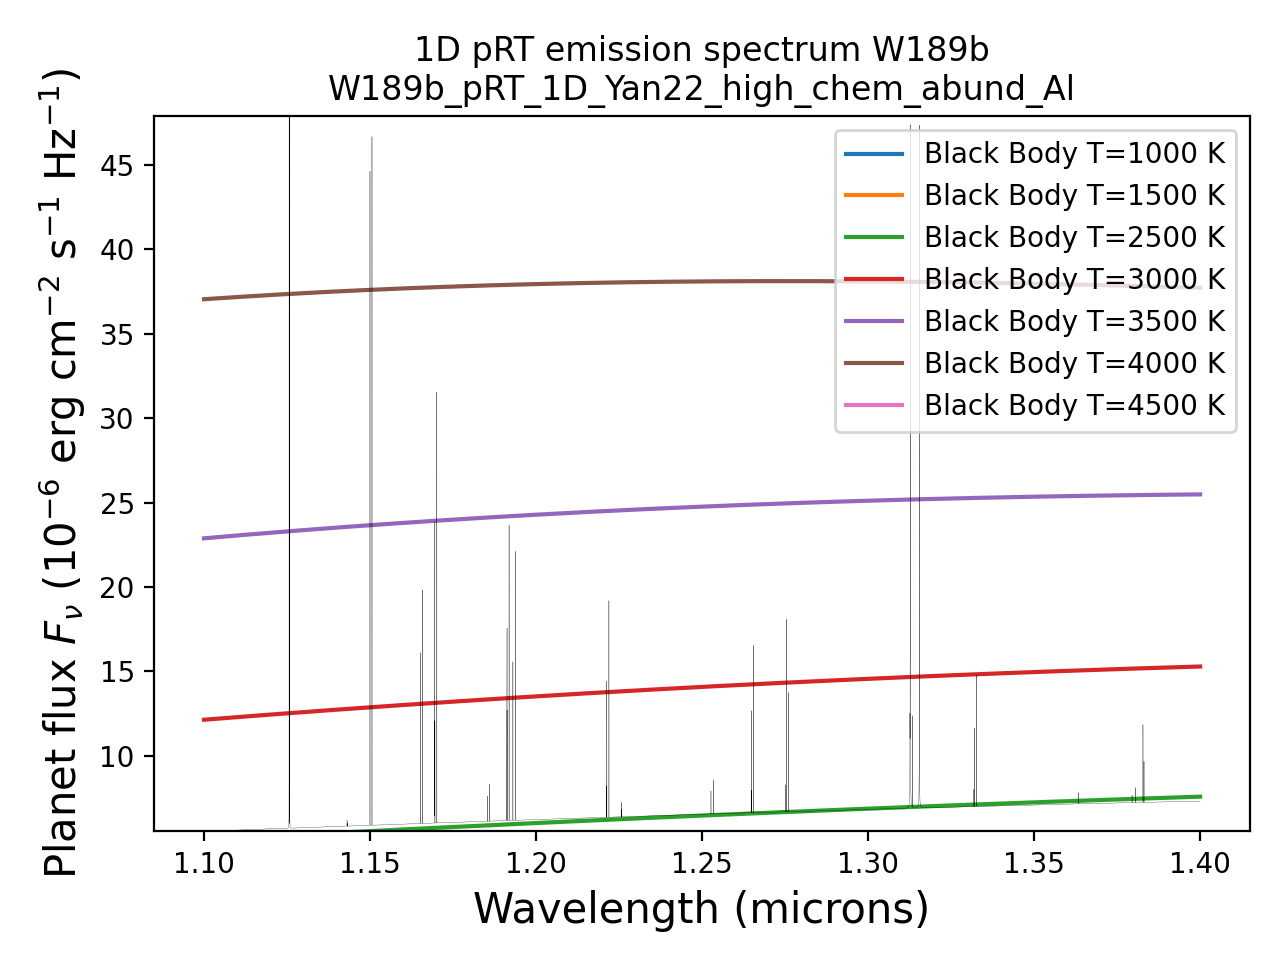 1D pRT emission spectrum W189b
W189b_pRT_1D_Yan22_high_chem_abund_Al
Planet flux $F_\nu$ (10$^{-6}$ erg cm$^{-2}$ s$^{-1}$ Hz$^{-1}$)
45
40
35
30
25
20
15
10
Black Body T=1000 K
Black Body T=1500 K
Black Body T=2500 K
Black Body T=3000 K
Black Body T=3500 K
Black Body T=4000 K
Black Body T=4500 K
1.10 1.15 1.20 1.25 1.30 1.35 1.40
Wavelength (microns)